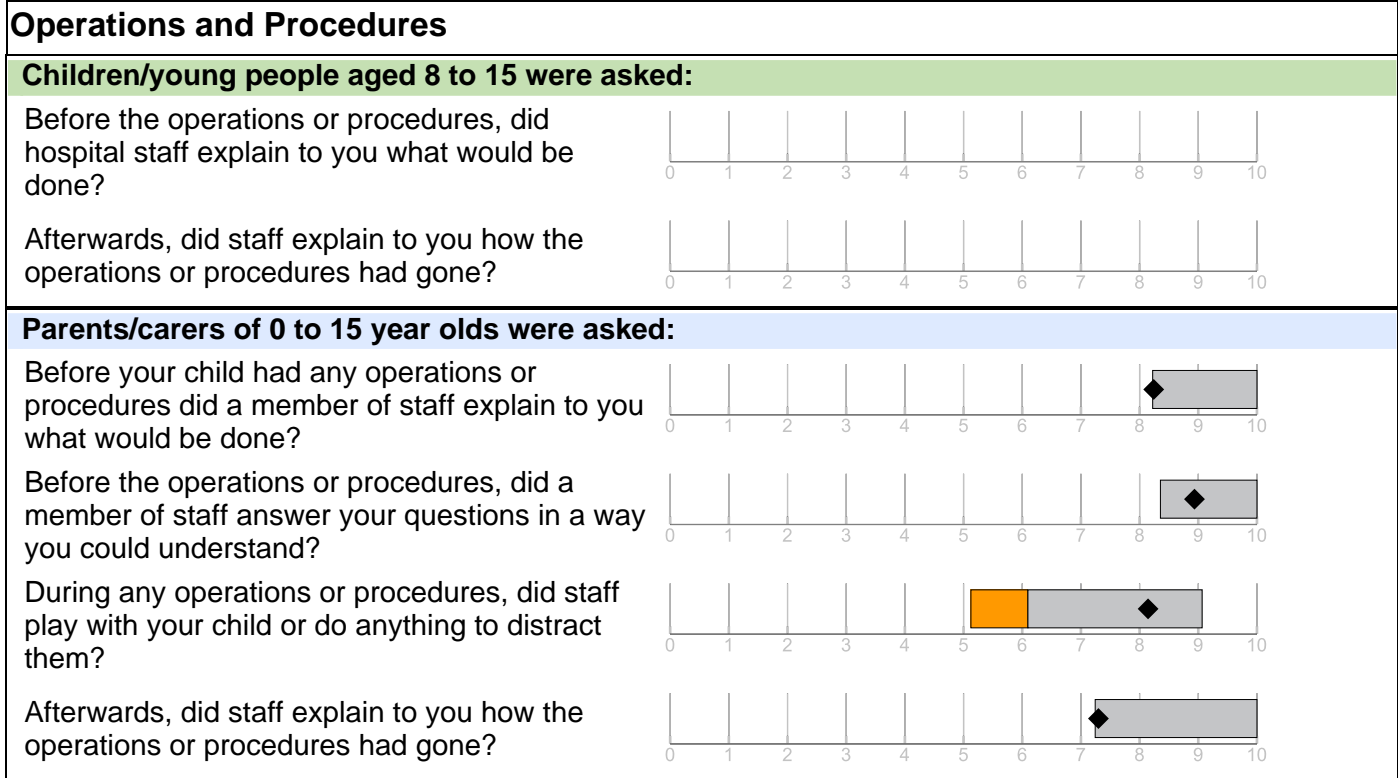 Operations and Procedures
Children/young people aged 8 to 15 were asked:
Before the operations or procedures, did
hospital staff explain to you what would be
done?
0 1 2 3 4 5 6 7 8 9 10
Afterwards, did staff explain to you how the
operations or procedures had gone?
0 1 2 3 4 5 6 7 8 9 10
Parents/carers of 0 to 15 year olds were asked:
Before your child had any operations or
procedures did a member of staff explain to you
what would be done?
0 1 2 3 4 5 6 7 8 9 10
Before the operations or procedures, did a
member of staff answer your questions in a way
you could understand?
0 1 2 3 4 5 6 7 8 9 10
During any operations or procedures, did staff
play with your child or do anything to distract
them?
0 1 2 3 4 5 6 7 8 9 10
Afterwards, did staff explain to you how the
operations or procedures had gone?
0 1 2 3 4 5 6 7 8 9 10